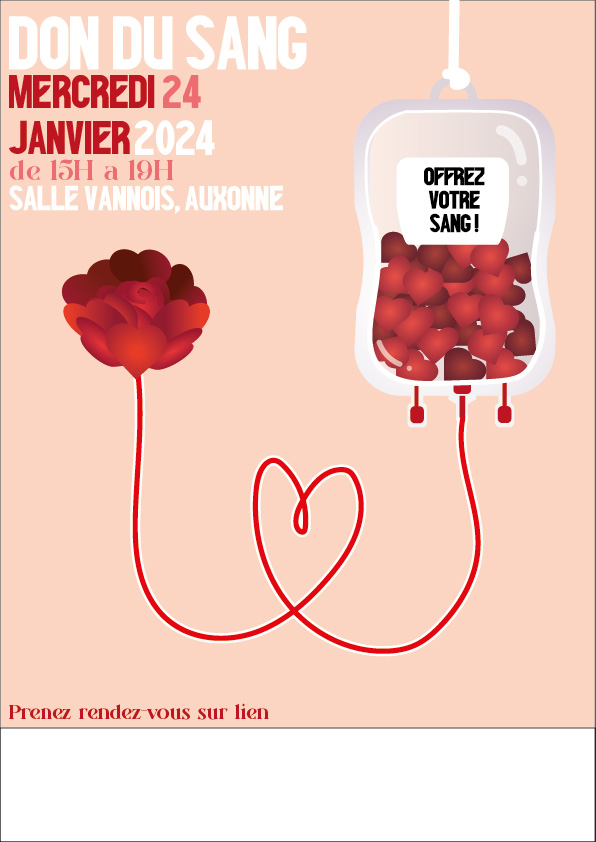 DON DU SANG
MERCREDI 24
JANVIER 2024
de 15H a 19H
SALLE VANNOIS, AUXONNE
OFFREZ
VOTRE
SANG !
Prenez rendez-vous sur lien